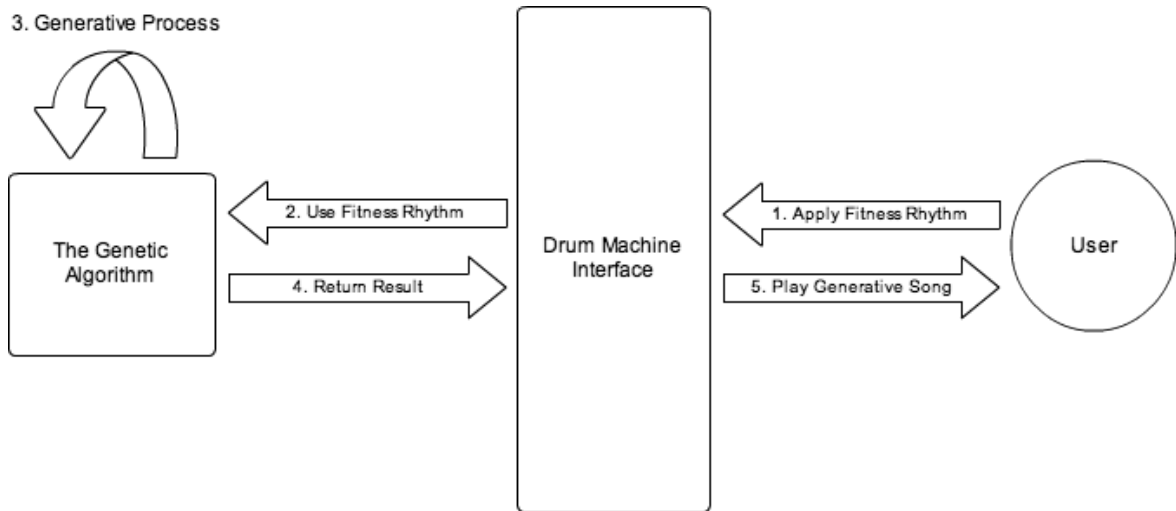 3. Generative Process
2. Use Fitness Rhythm
1. Apply Fitness Rhythm
The Genetic
Algorithm
Drum Machine
Interface
User
4. Return Result
5. Play Generative Song